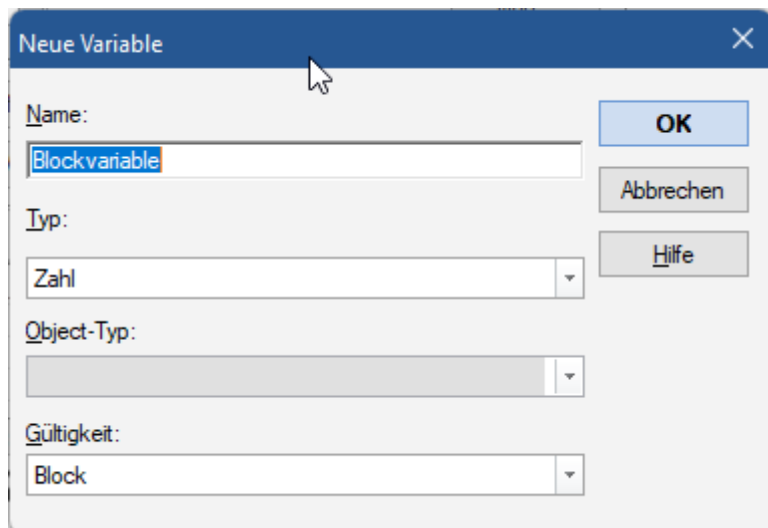 Neue Variable
Name:
OK
Blockvariable
Abbrechen
Typ:
Hilfe
Zahl
Object-Typ:
Gültigkeit:
Block